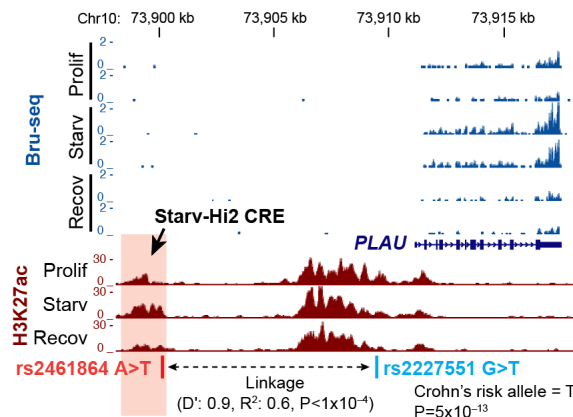 Chr10: 73,900 kb 73,905 kb 73,910 kb 73,915 kb
Bru-seq
Prolif
2
0
2
0
Starv
2
0
2
0
Recov
2
0
2
0
Starv-Hi2 CRE
PLAU
H3K27ac
30
Prolif
0
30
Starv
0
30
Recov
0
rs2461864 A>T
rs2227551 G>T
Linkage
(D': 0.9, R²: 0.6, P<1x10⁻⁴)
Crohn's risk allele = T
P=5x10⁻¹³